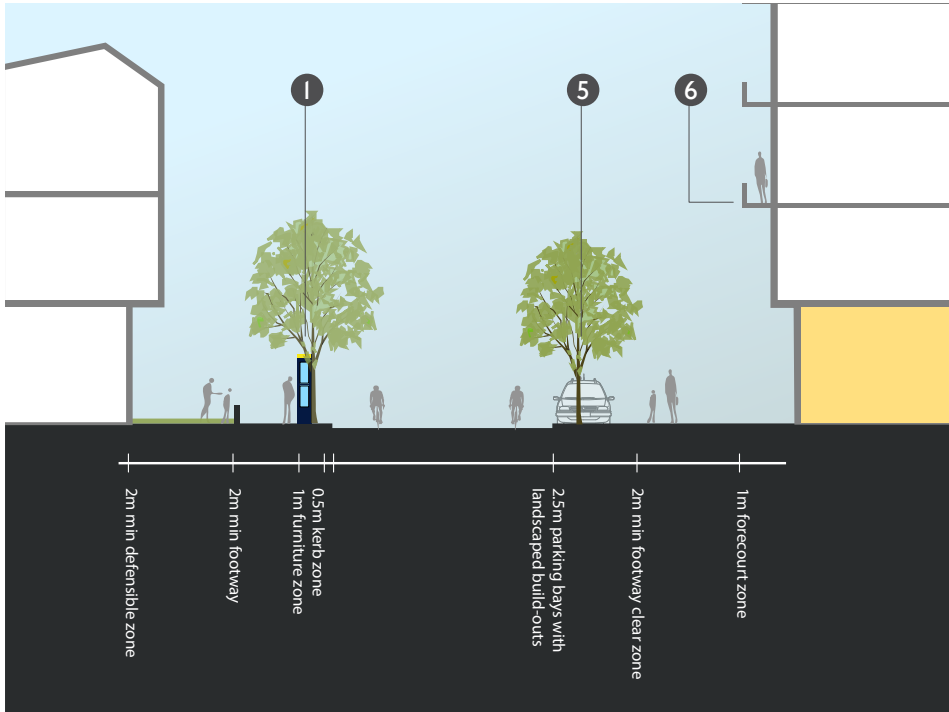 1
5
6
2m min defensible zone
2m min footway
1m furniture zone
0.5m kerb zone
2.5m parking bays with
landscaped build-outs
2m min footway clear zone
1m forecourt zone